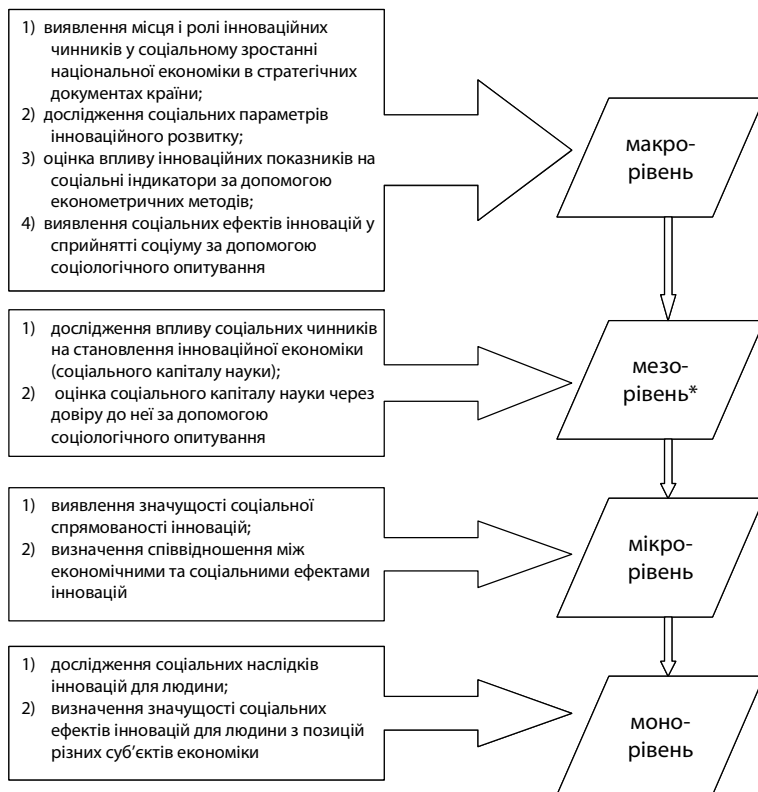 1) виявлення місця і ролі інноваційних
чинників у соціальному зростанні
національної економіки в стратегічних
документах країни;
2) дослідження соціальних параметрів
інноваційного розвитку;
3) оцінка впливу інноваційних показників на
соціальні індикатори за допомогою
економетричних методів;
4) виявлення соціальних ефектів інновацій у
сприйнятті соціуму за допомогою
соціологічного опитування
макро-
рівень
1) дослідження впливу соціальних чинників
на становлення інноваційної економіки
(соціального капіталу науки);
2) оцінка соціального капіталу науки через
довіру до неї за допомогою
соціологічного опитування
мезо-
рівень*
1) виявлення значущості соціальної
спрямованості інновацій;
2) визначення співвідношення між
економічними та соціальними ефектами
інновацій
мікро-
рівень
1) дослідження соціальних наслідків
інновацій для людини;
2) визначення значущості соціальних
ефектів інновацій для людини з позицій
різних суб’єктів економіки
моно-
рівень